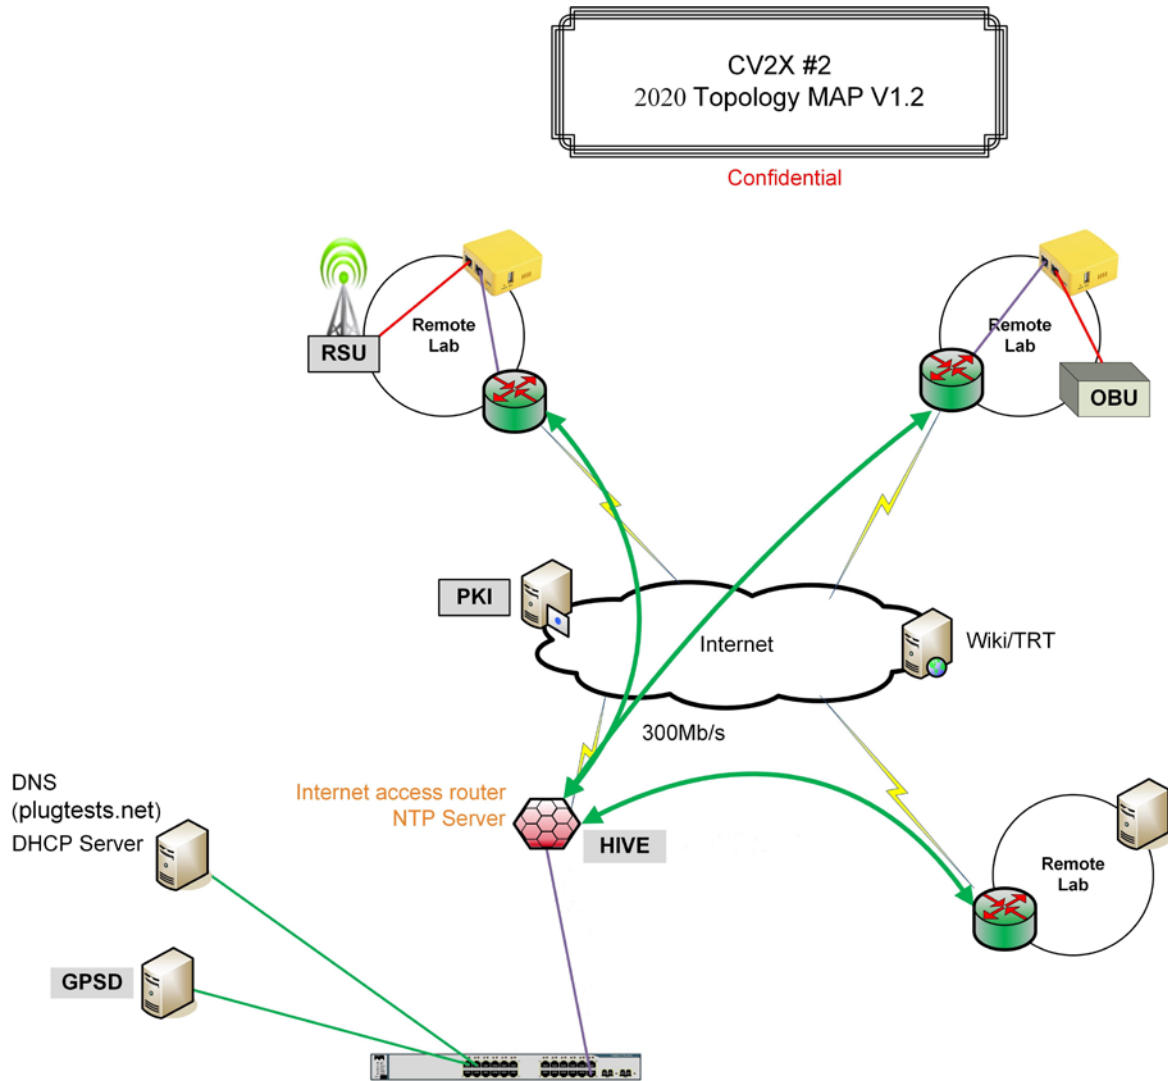 CV2X #2
2020 Topology MAP V1.2
Confidential
RSU
Remote
Lab
Remote
Lab
OBU
PKI
Internet
Wiki/TRT
300Mb/s
DNS
(plugtests.net)
DHCP Server
Internet access router
NTP Server
HIVE
Remote
Lab
GPSD